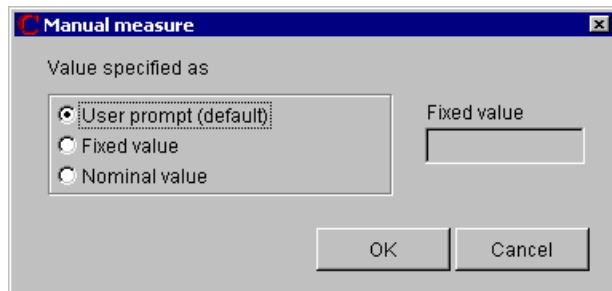 Manual measure
Value specified as
User prompt (default)
Fixed value
Nominal value
Fixed value
OK
Cancel